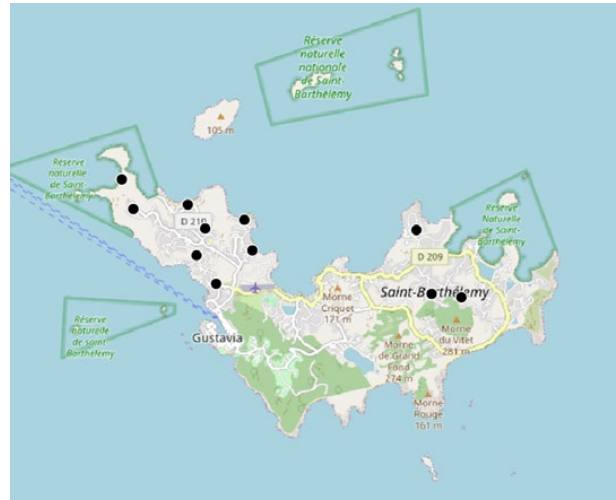 Réserve
naturelle
nationale
de Saint-
Barthélemy
105 m
Réserve
naturelle
de Saint-
Barthélemy
D 210
Réserve
Naturelle
de Saint-
Barthélemy
D 209
Saint-Barthélemy
Morne
Criquet
171 m
Réserve
naturelle
de saint
Barthélemy
Gustavia
Morne
du Vitet
281 m
Morne
de Grand
Fond
274 m
Morne
Rouge
161 m